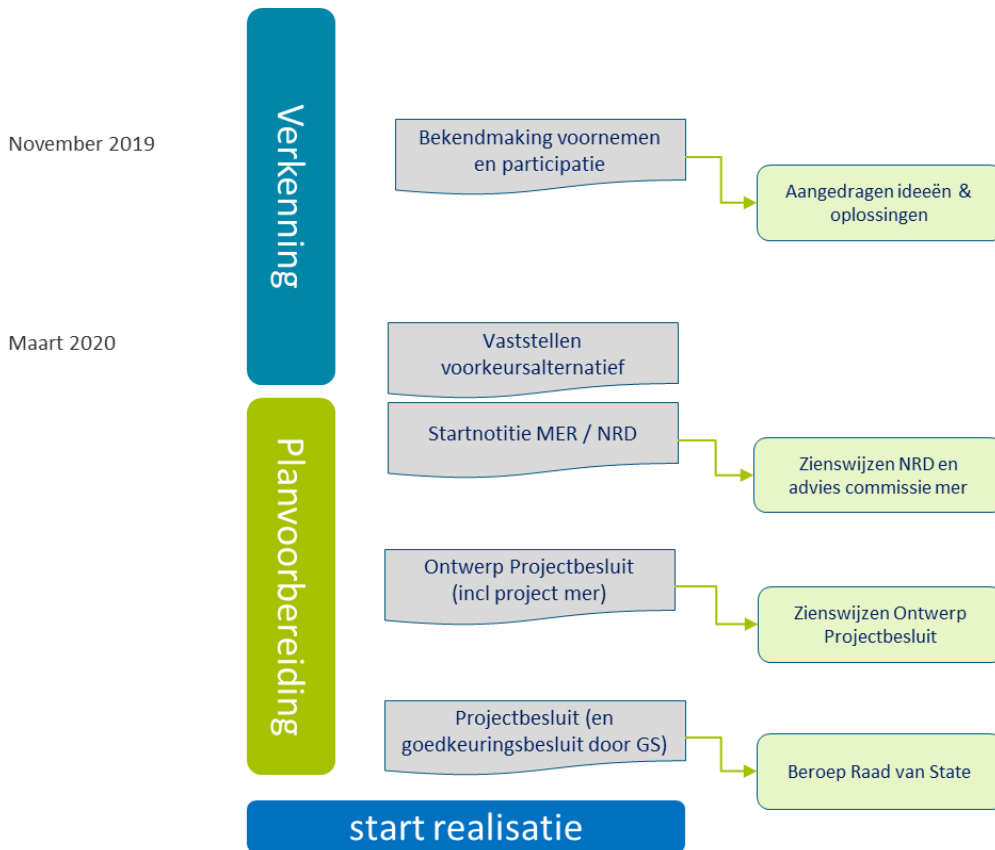 November 2019
Verkenning
Bekendmaking voornemen
en participatie
Aangedragen ideeën &
oplossingen
Maart 2020
Vaststellen
voorkeursalternatief
Planvoorbereiding
Startnotitie MER / NRD
Zienswijzen NRD en
advies commissie mer
Ontwerp Projectbesluit
(incl project mer)
Zienswijzen Ontwerp
Projectbesluit
Projectbesluit (en
goedkeuringsbesluit door GS)
Beroep Raad van State
start realisatie